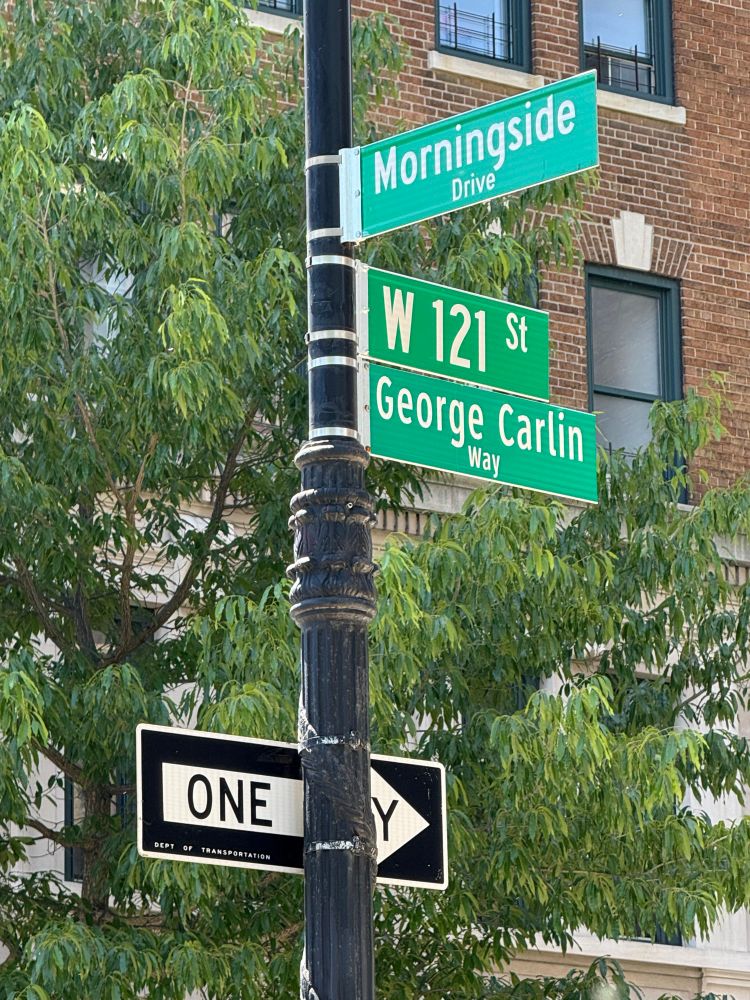 Morningside
Drive
W 121 St
George Carlin
Way
ONE Y
DEPT OF TRANSPORTATION